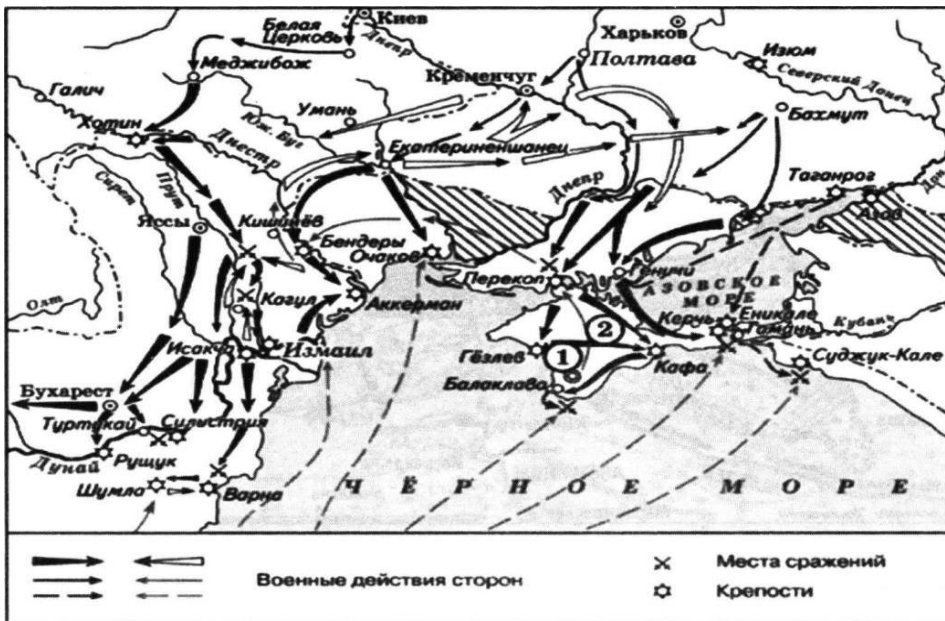 Киев
Белая
Церковь
Днепр
Харьков
Полтава
Изюм
Северский Донец
Меджибож
Галич
Кременчуг
Умань
Бахмут
Хотин
Юж. Буг
Днестр
Екатериненшанец
Таганрог
Азов
Сирет
Прут
Днепр
Яссы
Кишинёв
Бендеры
Очаков
Перекоп
Геничи
АЗОВСКОЕ
МОРЕ
Олт
Кагул
Аккерман
Керчь
Еникале
Тамань
Кубань
Исакча
Измаил
2
1
Гёзлев
Кафа
Суджук-Кале
Балаклава
Бухарест
Туртукай
Силистрия
Дунай
Рущук
Шумла
Варна
ЧЁРНОЕ МОРЕ
Военные действия сторон
Места сражений
Крепости